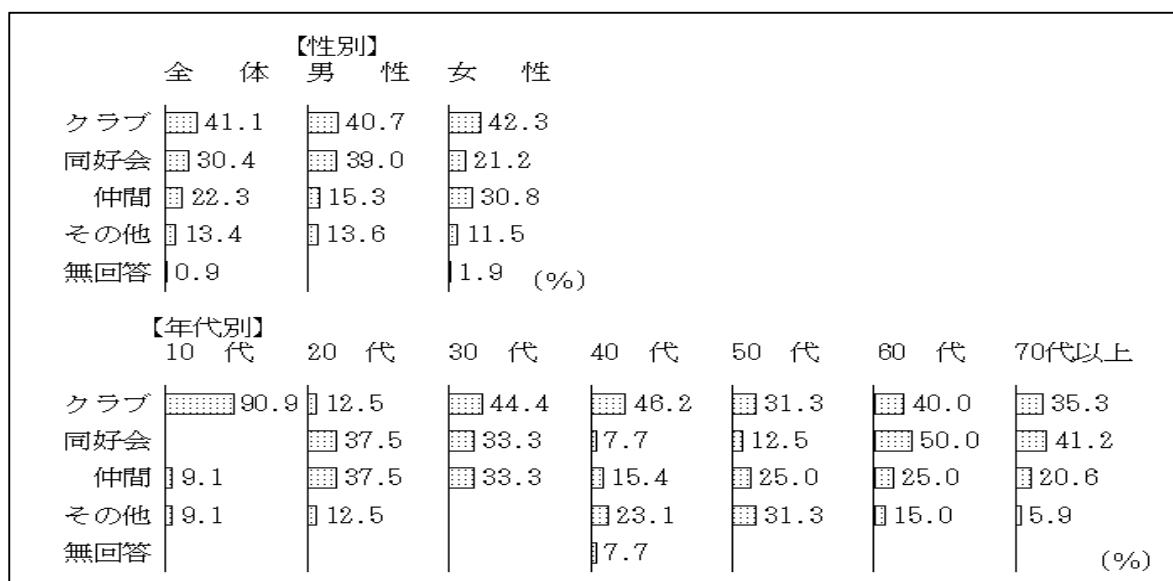 【性別】
全 体 男 性 女 性
クラブ 41.1 40.7 42.3
同好会 30.4 39.0 21.2
仲間 22.3 15.3 30.8
その他 13.4 13.6 11.5
無回答 0.9 1.9 (%)
【年代別】
10 代 20 代 30 代 40 代 50 代 60 代 70代以上
クラブ 90.9 12.5 44.4 46.2 31.3 40.0 35.3
同好会 37.5 33.3 7.7 12.5 50.0 41.2
仲間 9.1 37.5 33.3 15.4 25.0 25.0 20.6
その他 9.1 12.5 23.1 31.3 15.0 5.9
無回答 7.7 (%)